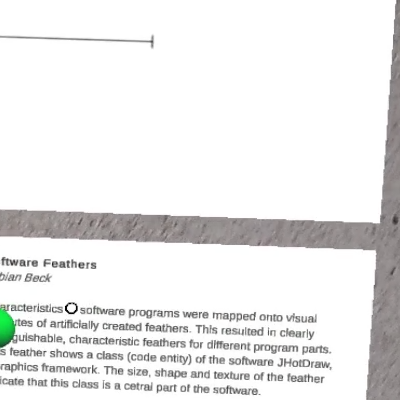 ftware Feathers
bian Beck
aracteristics software programs were mapped onto visual
utes of artificially created feathers. This resulted in clearly
guishable, characteristic feathers for different program parts.
s feather shows a class (code entity) of the software JHotDraw,
raphics framework. The size, shape and texture of the feather
icate that this class is a cetral part of the software.